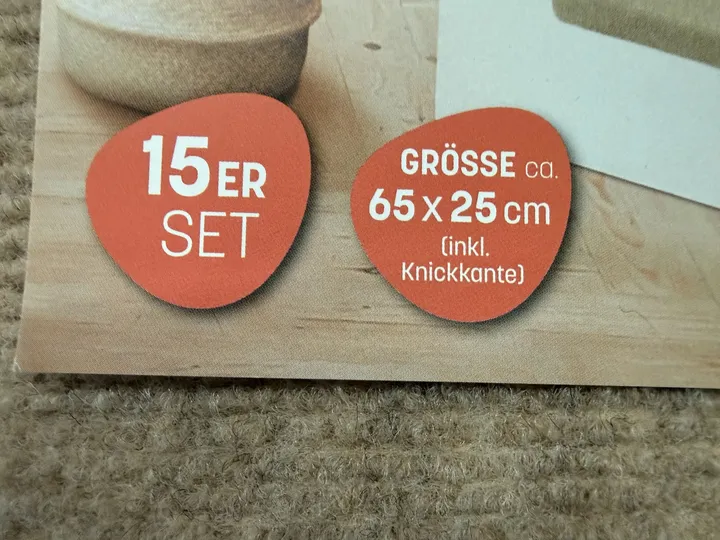 15ER
SET
GRÖSSE ca.
65 x 25 cm
(inkl.
Knickkante)